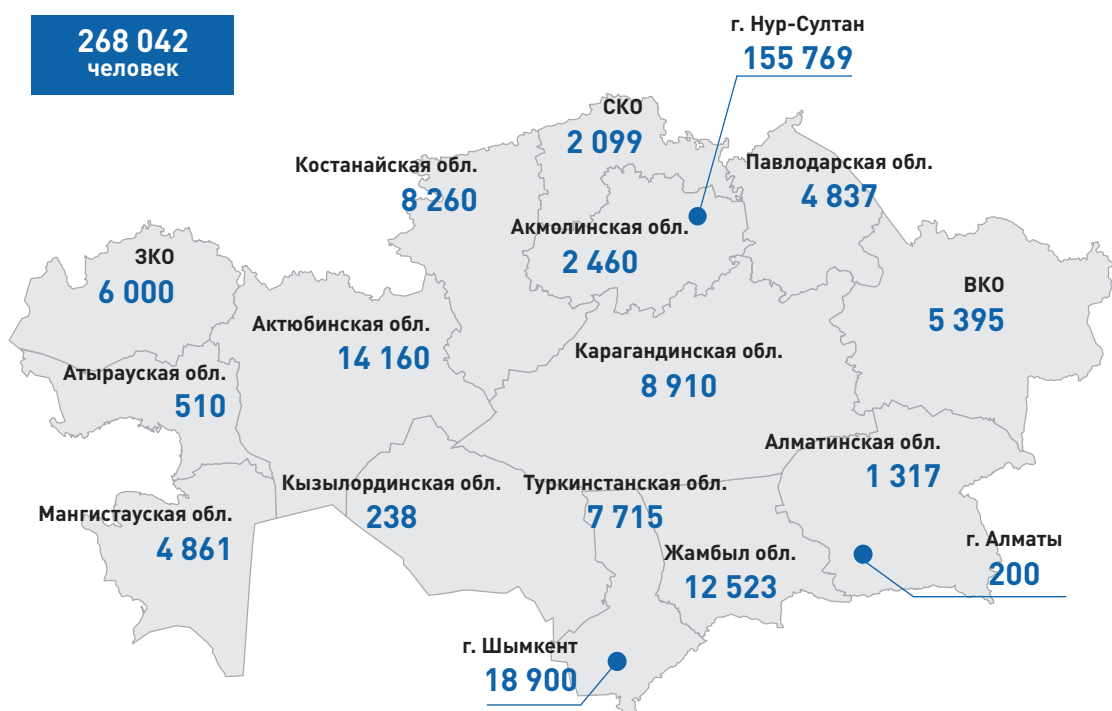 268 042
человек
г. Нур-Султан
155 769
СКО
2 099
Костанайская обл.
8 260
Павлодарская обл.
4 837
Акмолинская обл.
2 460
ЗКО
6 000
ВКО
5 395
Актюбинская обл.
14 160
Карагандинская обл.
8 910
Атырауская обл.
510
Алматинская обл.
1 317
Кызылординская обл.
238
Туркинстанская обл.
7 715
Мангистауская обл.
4 861
Жамбыл обл.
12 523
г. Алматы
200
г. Шымкент
18 900